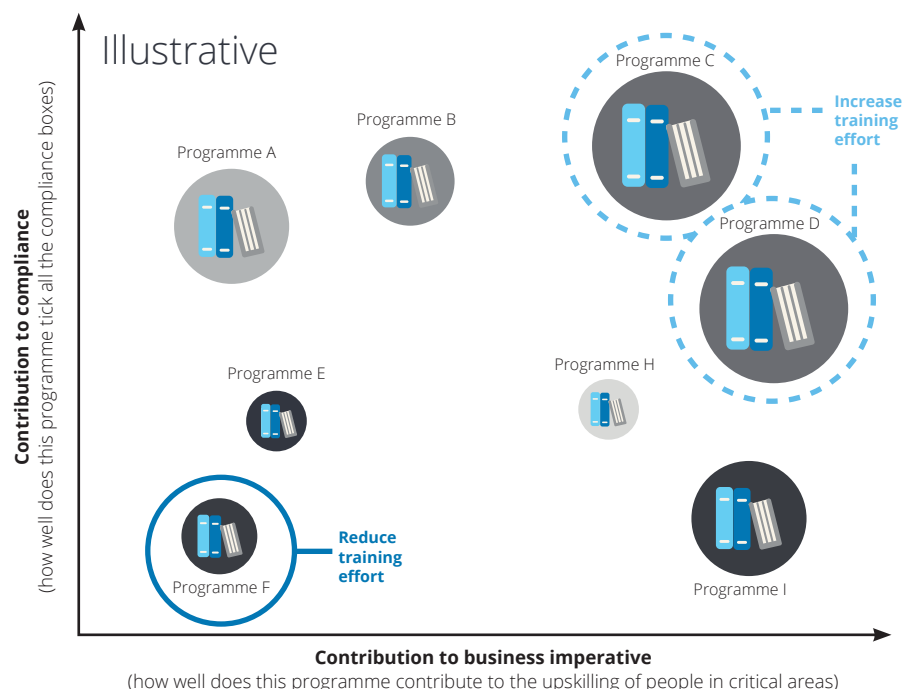 Illustrative
Programme C
Increase
training
effort
Programme B
Programme A
Programme D
Programme H
Programme E
Reduce
training
effort
Programme F
Programme I
Contribution to compliance
(how well does this programme tick all the compliance boxes)
Contribution to business imperative
(how well does this programme contribute to the upskilling of people in critical areas)